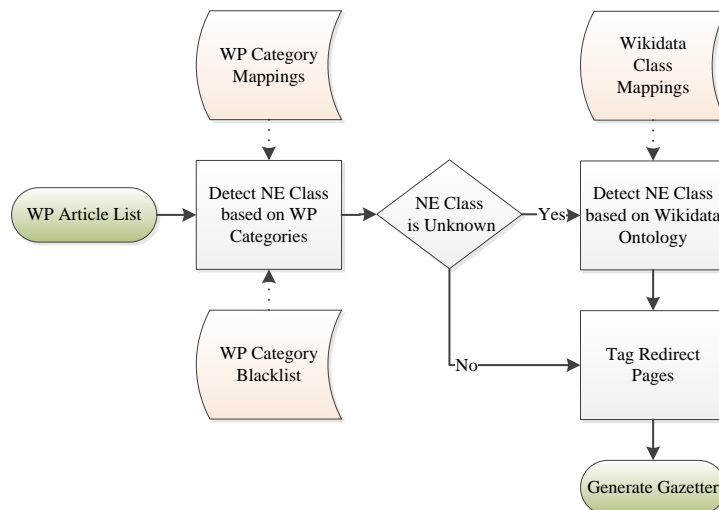 WP Category
Mappings
Wikidata
Class
Mappings
WP Article List
Detect NE Class
based on WP
Categories
NE Class
is Unknown
Yes
Detect NE Class
based on Wikidata
Ontology
WP Category
Blacklist
No
Tag Redirect
Pages
Generate Gazetter